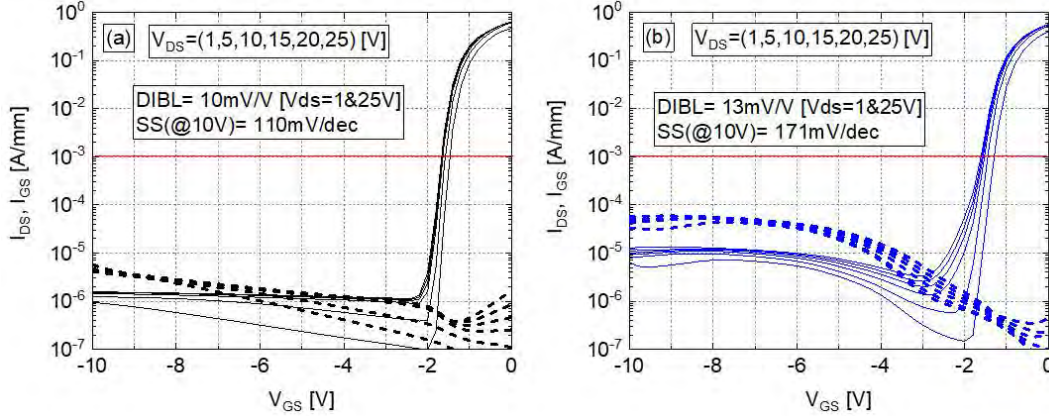 (a)
V_DS=(1,5,10,15,20,25) [V]
DIBL= 10mV/V [Vds=1&25V]
SS(@10V)= 110mV/dec
I_DS, I_GS [A/mm]
10^0
10^-1
10^-2
10^-3
10^-4
10^-5
10^-6
10^-7
-10 -8 -6 -4 -2 0
V_GS [V]
(b)
V_DS=(1,5,10,15,20,25) [V]
DIBL= 13mV/V [Vds=1&25V]
SS(@10V)= 171mV/dec
I_DS, I_GS [A/mm]
10^0
10^-1
10^-2
10^-3
10^-4
10^-5
10^-6
10^-7
-10 -8 -6 -4 -2 0
V_GS [V]